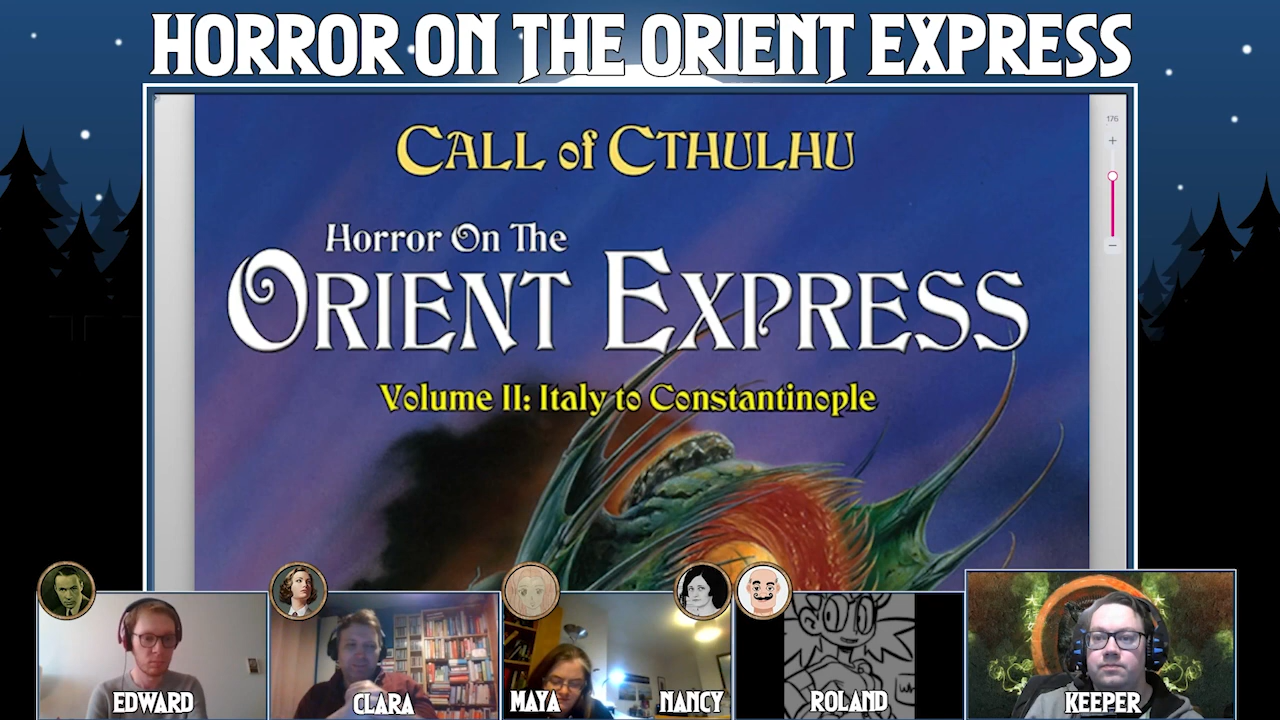 HORROR ON THE ORIENT EXPRESS
176
CALL of CTHULHU
Horror On The
ORIENT EXPRESS
Volume II: Italy to Constantinople
EDWARD
CLARA
MAYA
NANCY
ROLAND
KEEPER